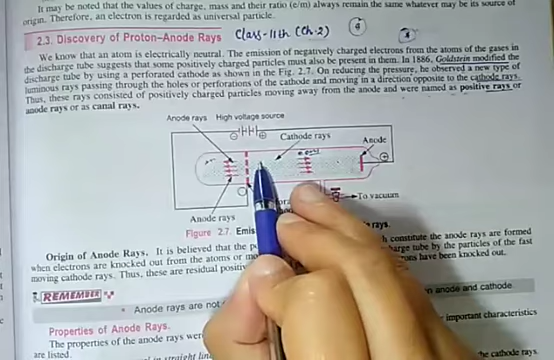 It may be noted that the values of charge, mass and their ratio (e/m) always remain the same whatever may be its source of
origin. Therefore, an electron is regarded as universal particle.
2.3. Discovery of Proton–Anode Rays
Class-11th (Ch-2)
We know that an atom is electrically neutral. The emission of negatively charged electrons from the atoms of the gases in
the discharge tube suggests that some positively charged particles must also be present in them. In 1886, Goldstein modified the
discharge tube by using a perforated cathode as shown in the Fig. 2.7. On reducing the pressure, he observed a new type of
luminous rays passing through the holes or perforations of the cathode and moving in a direction opposite to the cathode rays.
Thus, these rays consisted of positively charged particles moving away from the anode and were named as positive rays or
anode rays or as canal rays.
Anode rays High voltage source
Cathode rays
Anode
To vacuum
Anode rays
Figure 2.7. rays.
Origin of Anode Rays. It is believed that the constitute the anode rays are formed
when electrons are knocked out from the atoms or tube by the particles of the fast
moving cathode rays. Thus, these are residual have been knocked out.
REMEMBER
* Anode rays are not anode and cathode.
Properties of Anode Rays.
The properties of the anode rays were important characteristics
are listed.
in straight the cathode rays.